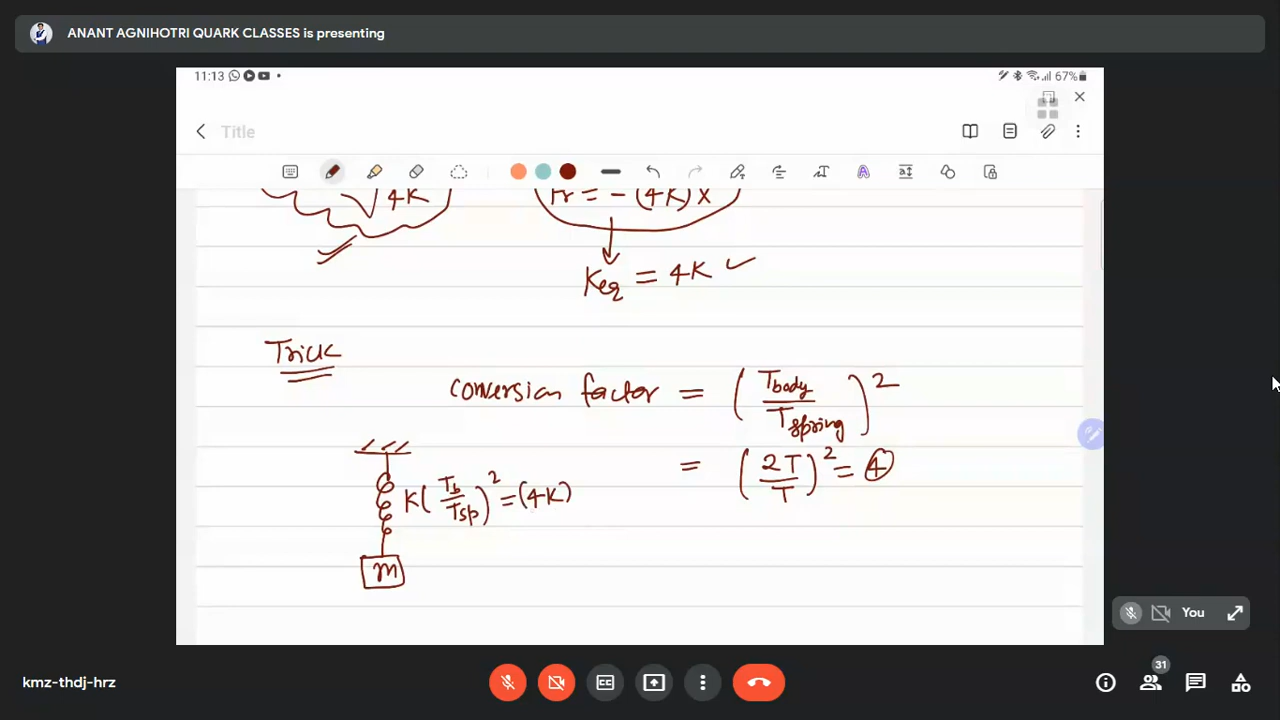 ANANT AGNIHOTRI QUARK CLASSES is presenting
11:13
67%
Title
√4K
Fr = - (4K) x
Keq = 4K ✓
Trick
Conversion factor = (Tbody/Tspring)²
= (2T/T)² = 4
K(Tb/Tsp)² = (4K)
m
You
kmz-thdj-hrz
CC
31